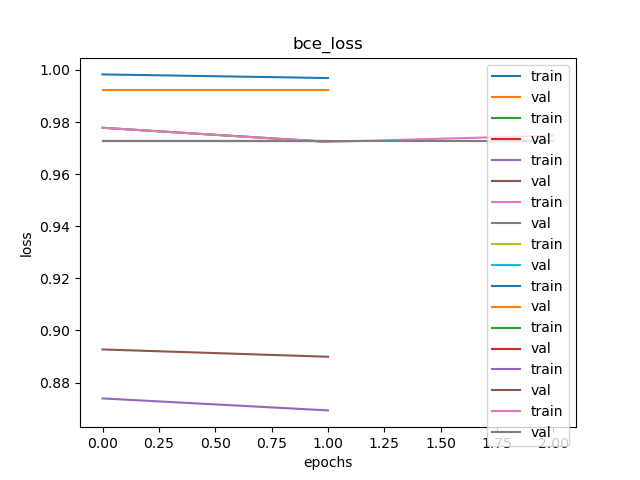 bce_loss
1.00
0.98
0.96
0.94
0.92
0.90
0.88
loss
0.00 0.25 0.50 0.75 1.00 1.25 1.50 1.75 2.00
epochs
train
val
train
val
train
val
train
val
train
val
train
val
train
val
train
val
train
val